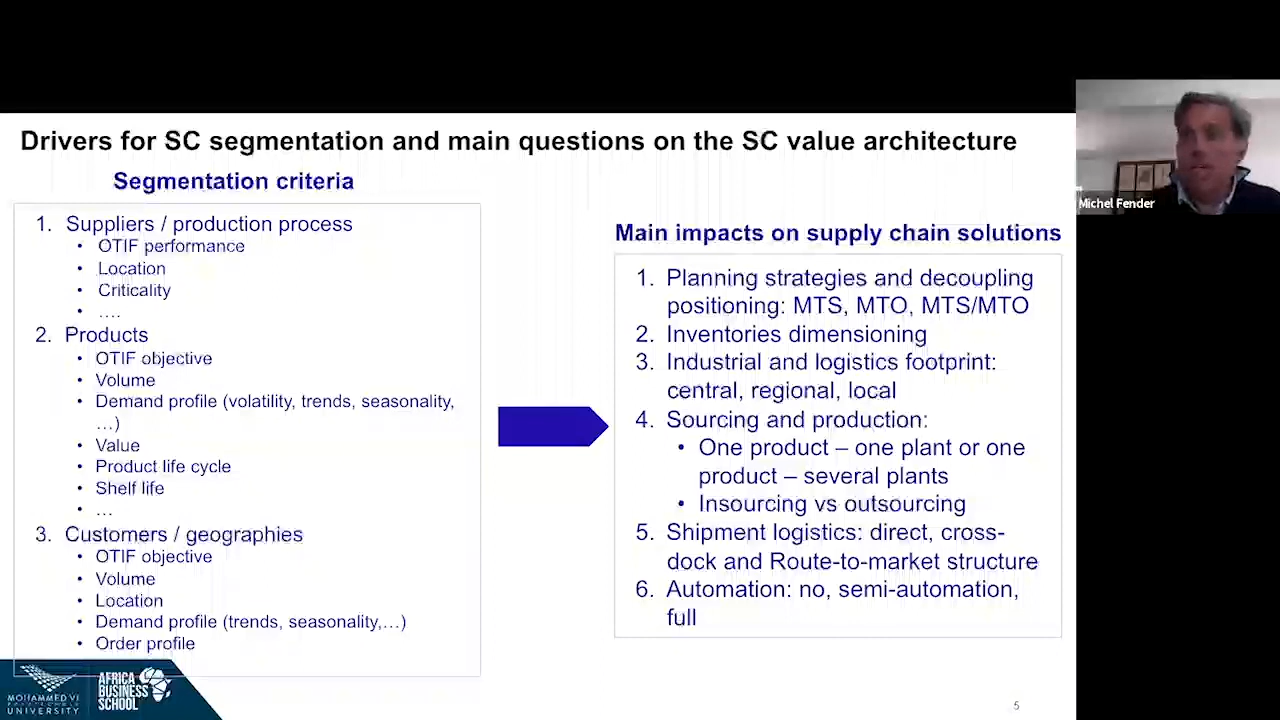 Drivers for SC segmentation and main questions on the SC value architecture
Segmentation criteria
1. Suppliers / production process
• OTIF performance
• Location
• Criticality
• ....
2. Products
• OTIF objective
• Volume
• Demand profile (volatility, trends, seasonality,
...)
• Value
• Product life cycle
• Shelf life
• ...
3. Customers / geographies
• OTIF objective
• Volume
• Location
• Demand profile (trends, seasonality,...)
• Order profile
Main impacts on supply chain solutions
1. Planning strategies and decoupling
positioning: MTS, MTO, MTS/MTO
2. Inventories dimensioning
3. Industrial and logistics footprint:
central, regional, local
4. Sourcing and production:
• One product – one plant or one
product – several plants
• Insourcing vs outsourcing
5. Shipment logistics: direct, cross-
dock and Route-to-market structure
6. Automation: no, semi-automation,
full
Michel Fender
MOHAMMED VI
POLYTECHNIC
UNIVERSITY
AFRICA
BUSINESS
SCHOOL
5